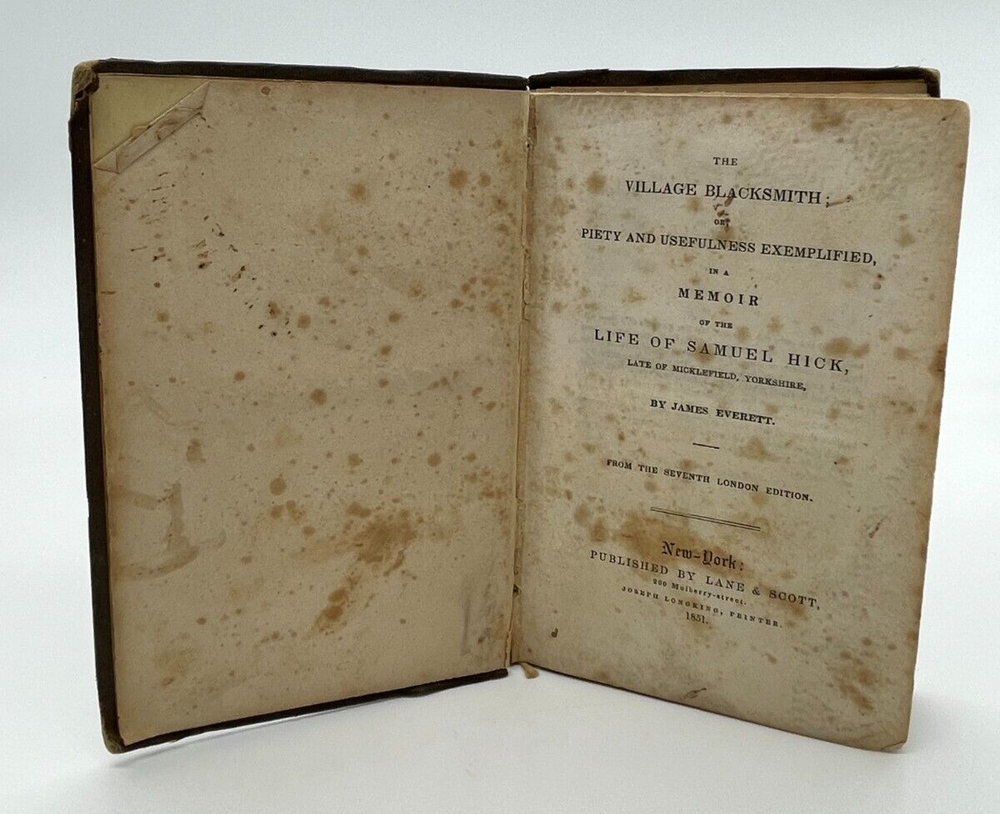 THE
VILLAGE BLACKSMITH;
OR,
PIETY AND USEFULNESS EXEMPLIFIED,
IN A
MEMOIR
OF THE
LIFE OF SAMUEL HICK,
LATE OF MICKLEFIELD, YORKSHIRE,
BY JAMES EVERETT.
FROM THE SEVENTH LONDON EDITION.
New-York:
PUBLISHED BY LANE & SCOTT,
200 Mulberry-street.
JOSEPH LONGKING, PRINTER.
1851.